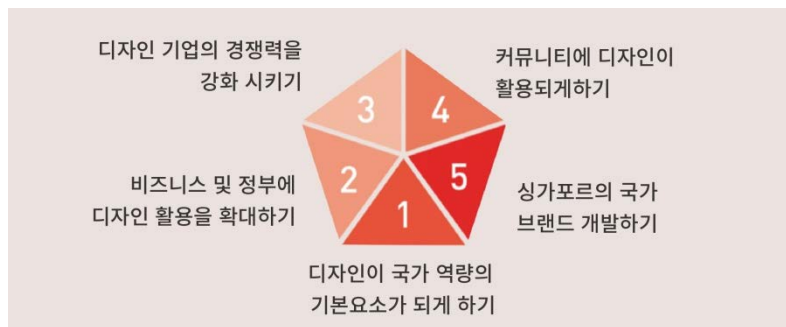 디자인 기업의 경쟁력을
강화 시키기
커뮤니티에 디자인이
활용되게하기
3
4
2
5
1
비즈니스 및 정부에
디자인 활용을 확대하기
싱가포르의 국가
브랜드 개발하기
디자인이 국가 역량의
기본요소가 되게 하기